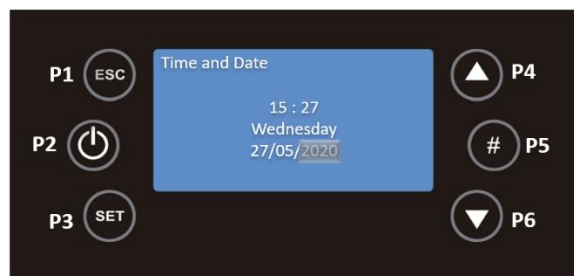 P1 ESC
Time and Date
P4
15 : 27
Wednesday
27/05/2020
P2
# P5
P3 SET
P6